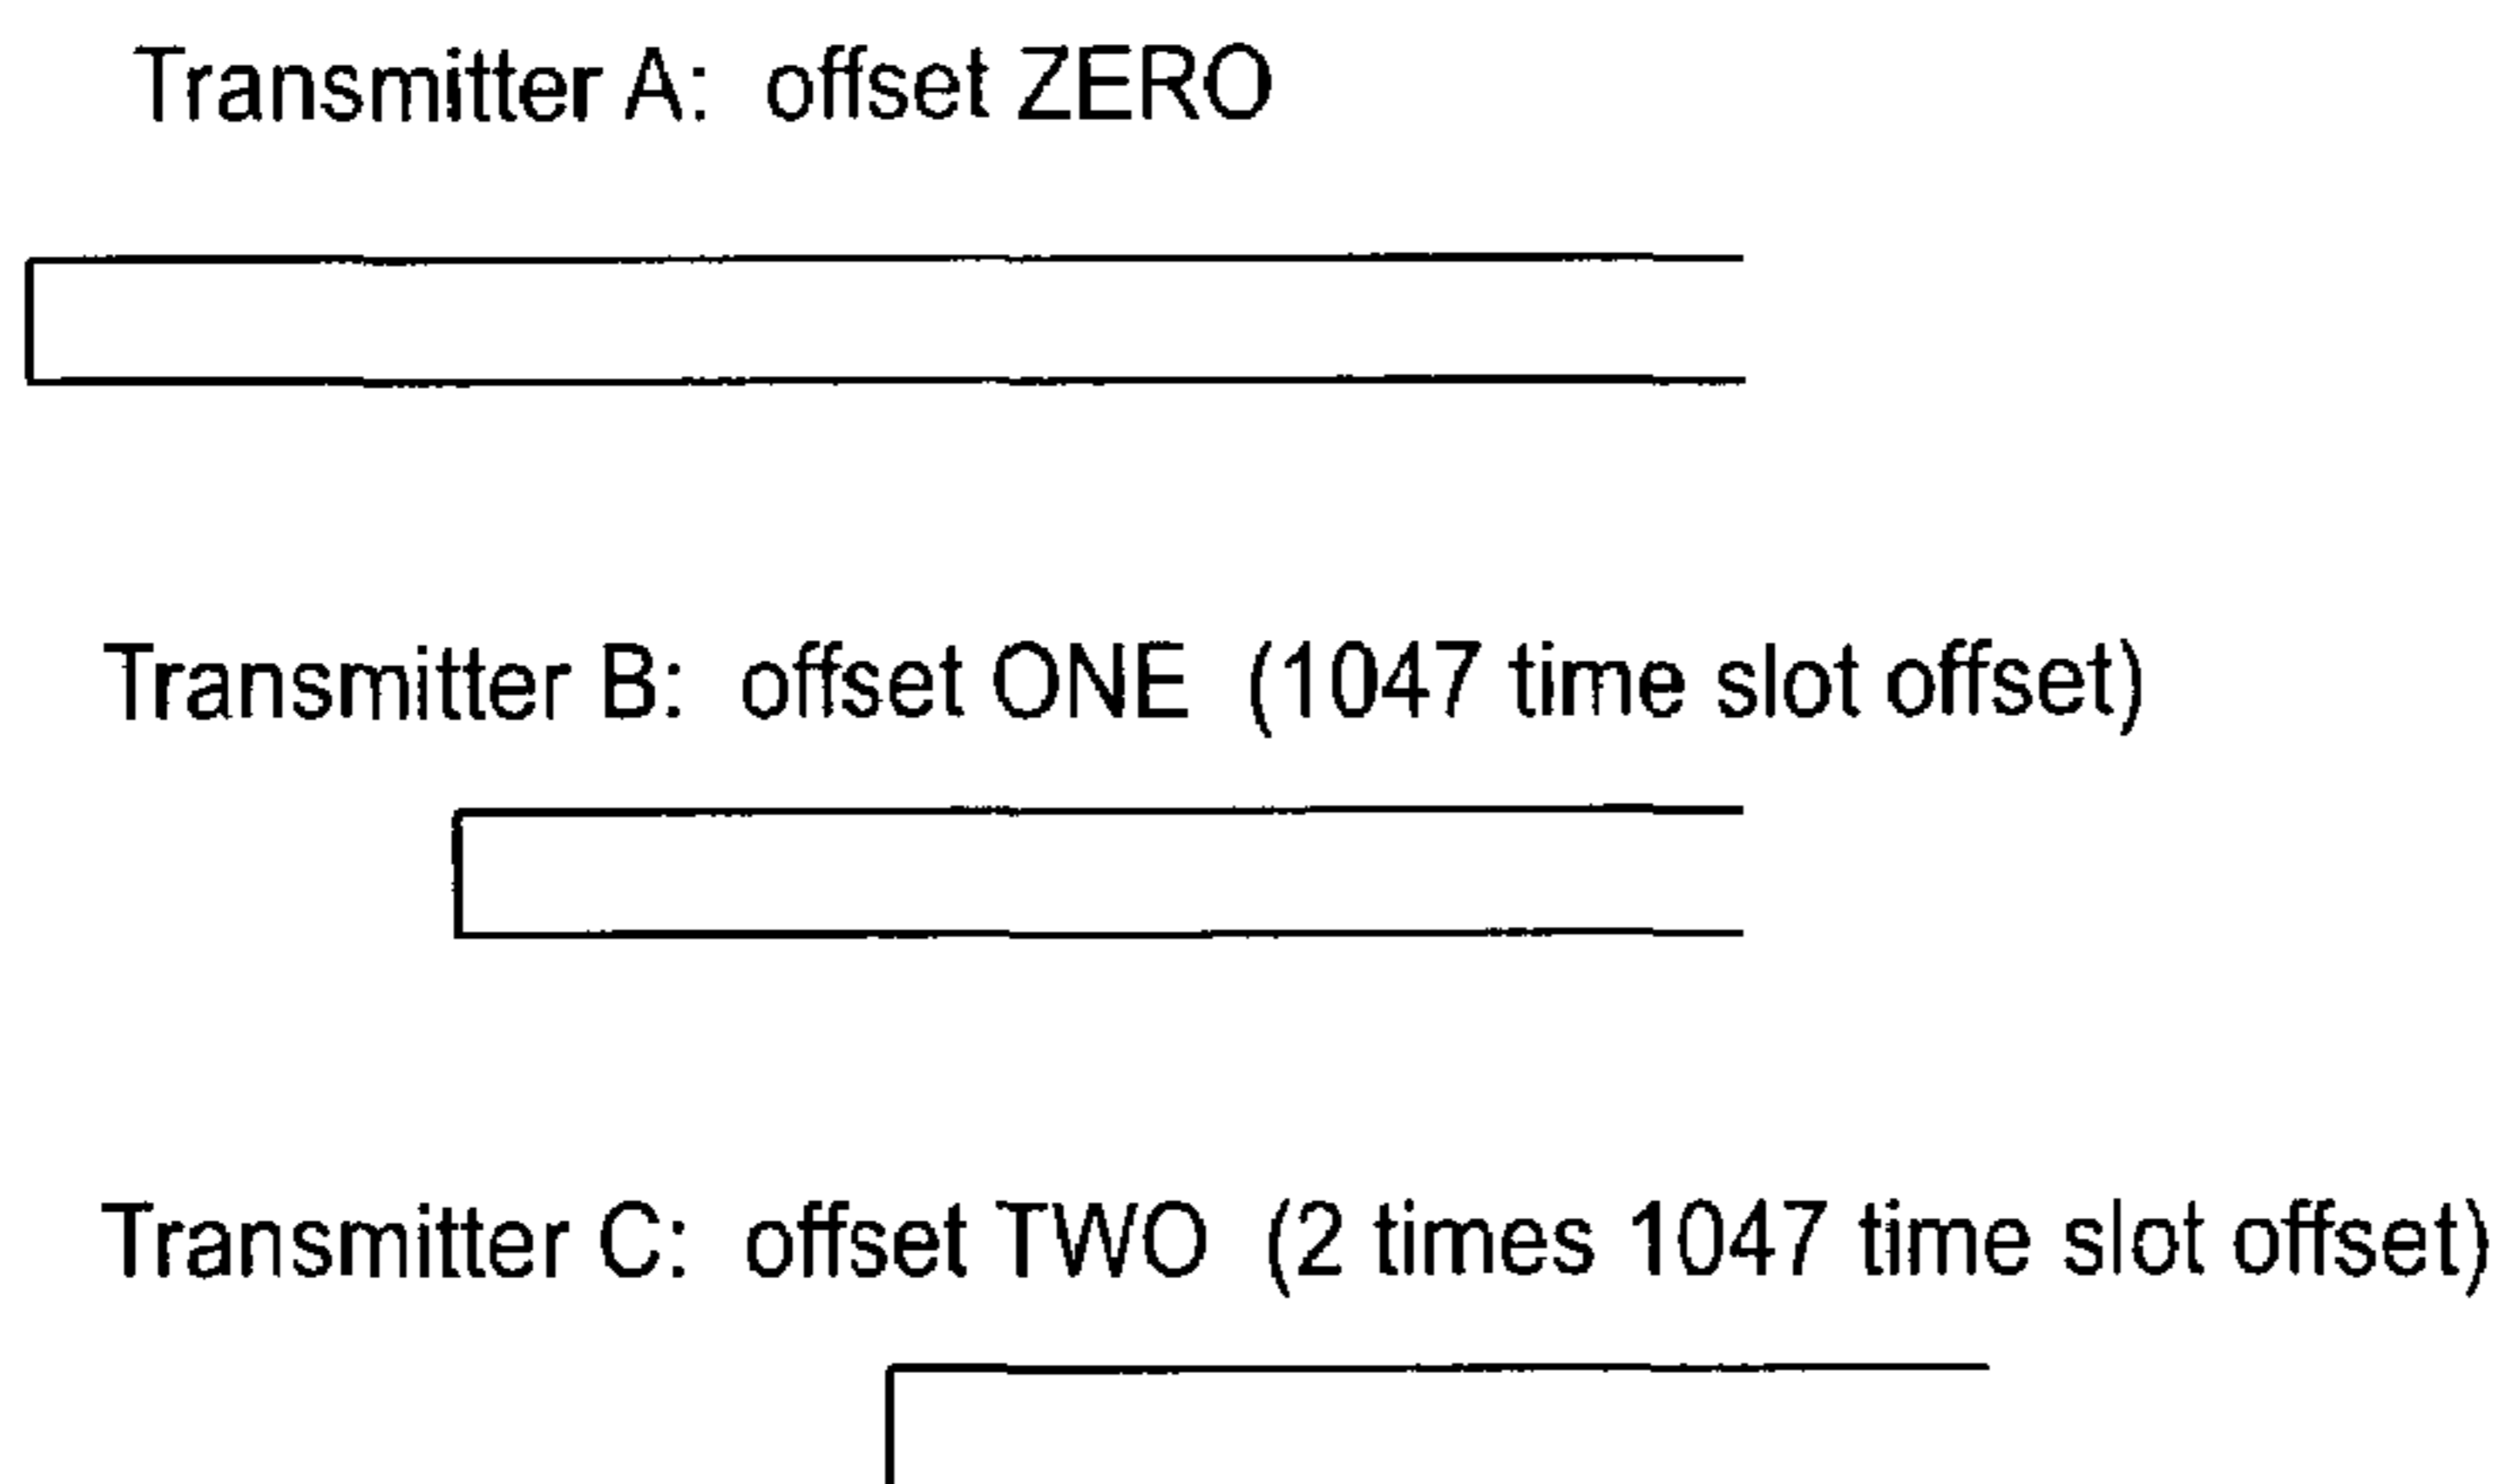 Transmitter A:  offset ZERO
Transmitter B:  offset ONE  (1047 time slot offset)
Transmitter C:  offset TWO  (2 times 1047 time slot offset)